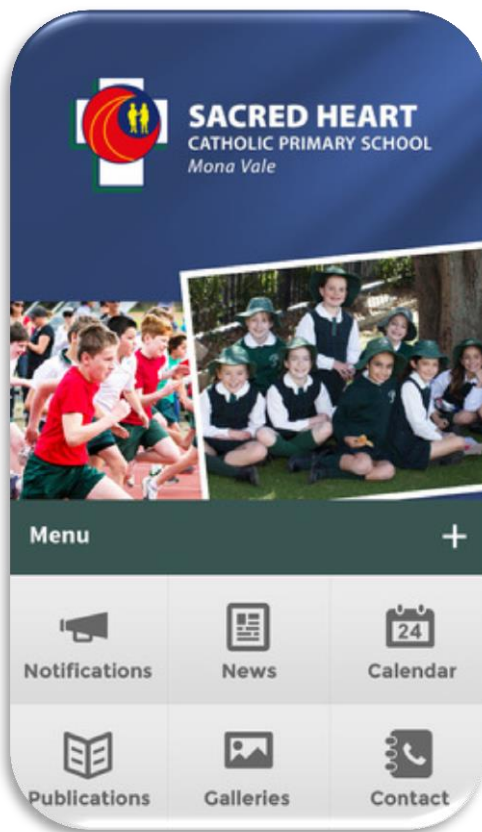 SACRED HEART
CATHOLIC PRIMARY SCHOOL
Mona Vale
Menu +
Notifications
News
24
Calendar
Publications
Galleries
Contact